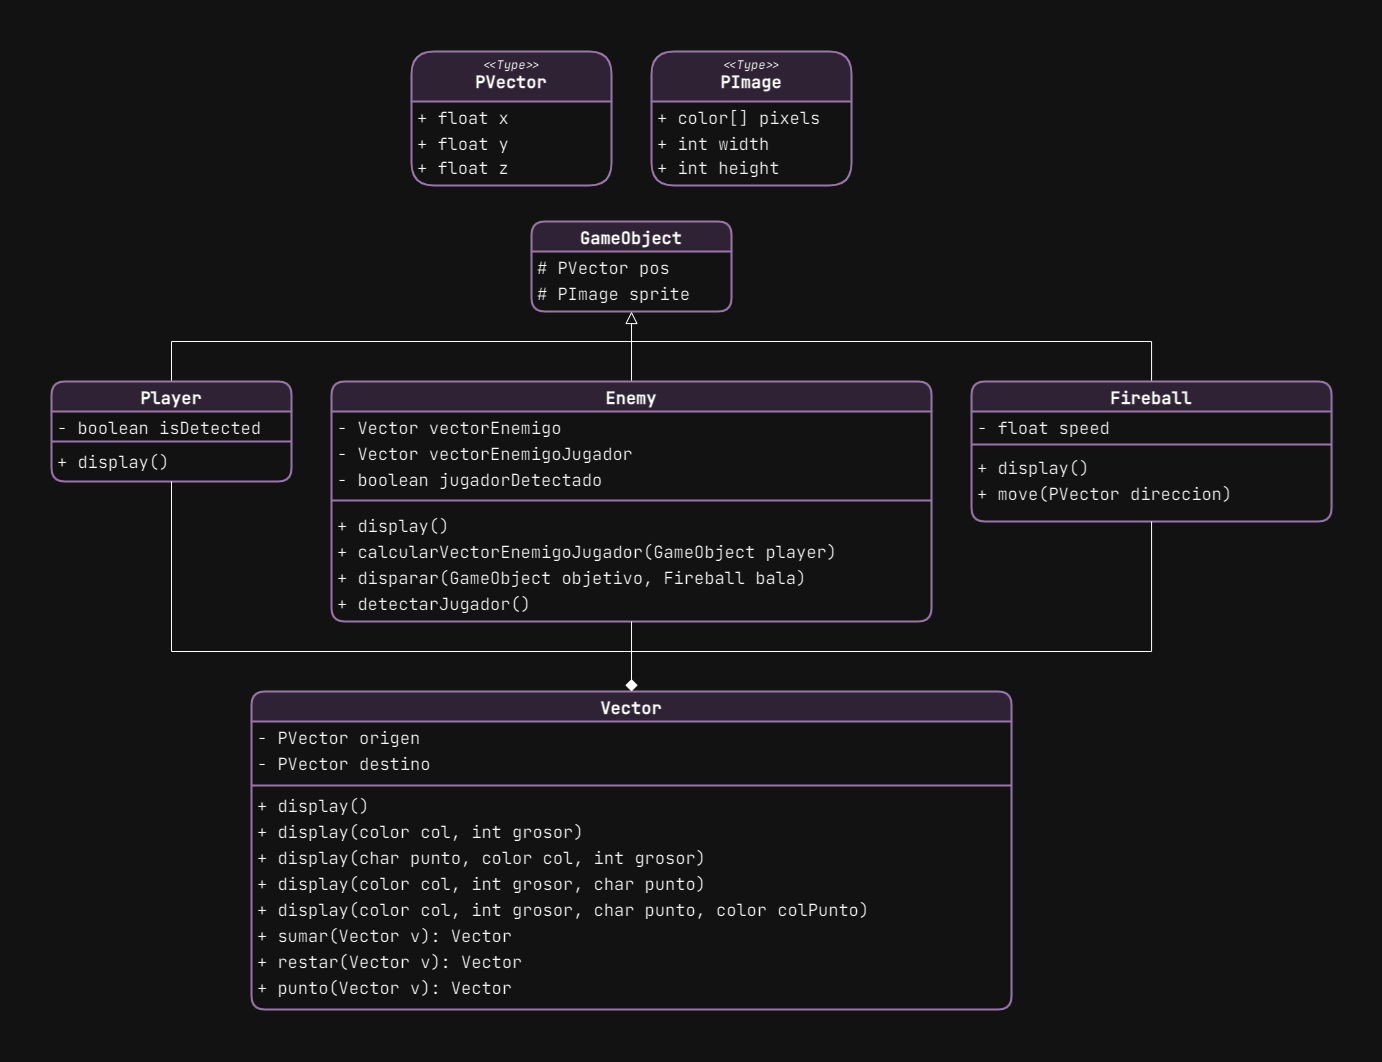 <<Type>>
PVector
+ float x
+ float y
+ float z
<<Type>>
PImage
+ color[] pixels
+ int width
+ int height
GameObject
# PVector pos
# PImage sprite
Player
- boolean isDetected
+ display()
Enemy
- Vector vectorEnemigo
- Vector vectorEnemigoJugador
- boolean jugadorDetectado
+ display()
+ calcularVectorEnemigoJugador(GameObject player)
+ disparar(GameObject objetivo, Fireball bala)
+ detectarJugador()
Fireball
- float speed
+ display()
+ move(PVector direccion)
Vector
- PVector origen
- PVector destino
+ display()
+ display(color col, int grosor)
+ display(char punto, color col, int grosor)
+ display(color col, int grosor, char punto)
+ display(color col, int grosor, char punto, color colPunto)
+ sumar(Vector v): Vector
+ restar(Vector v): Vector
+ punto(Vector v): Vector